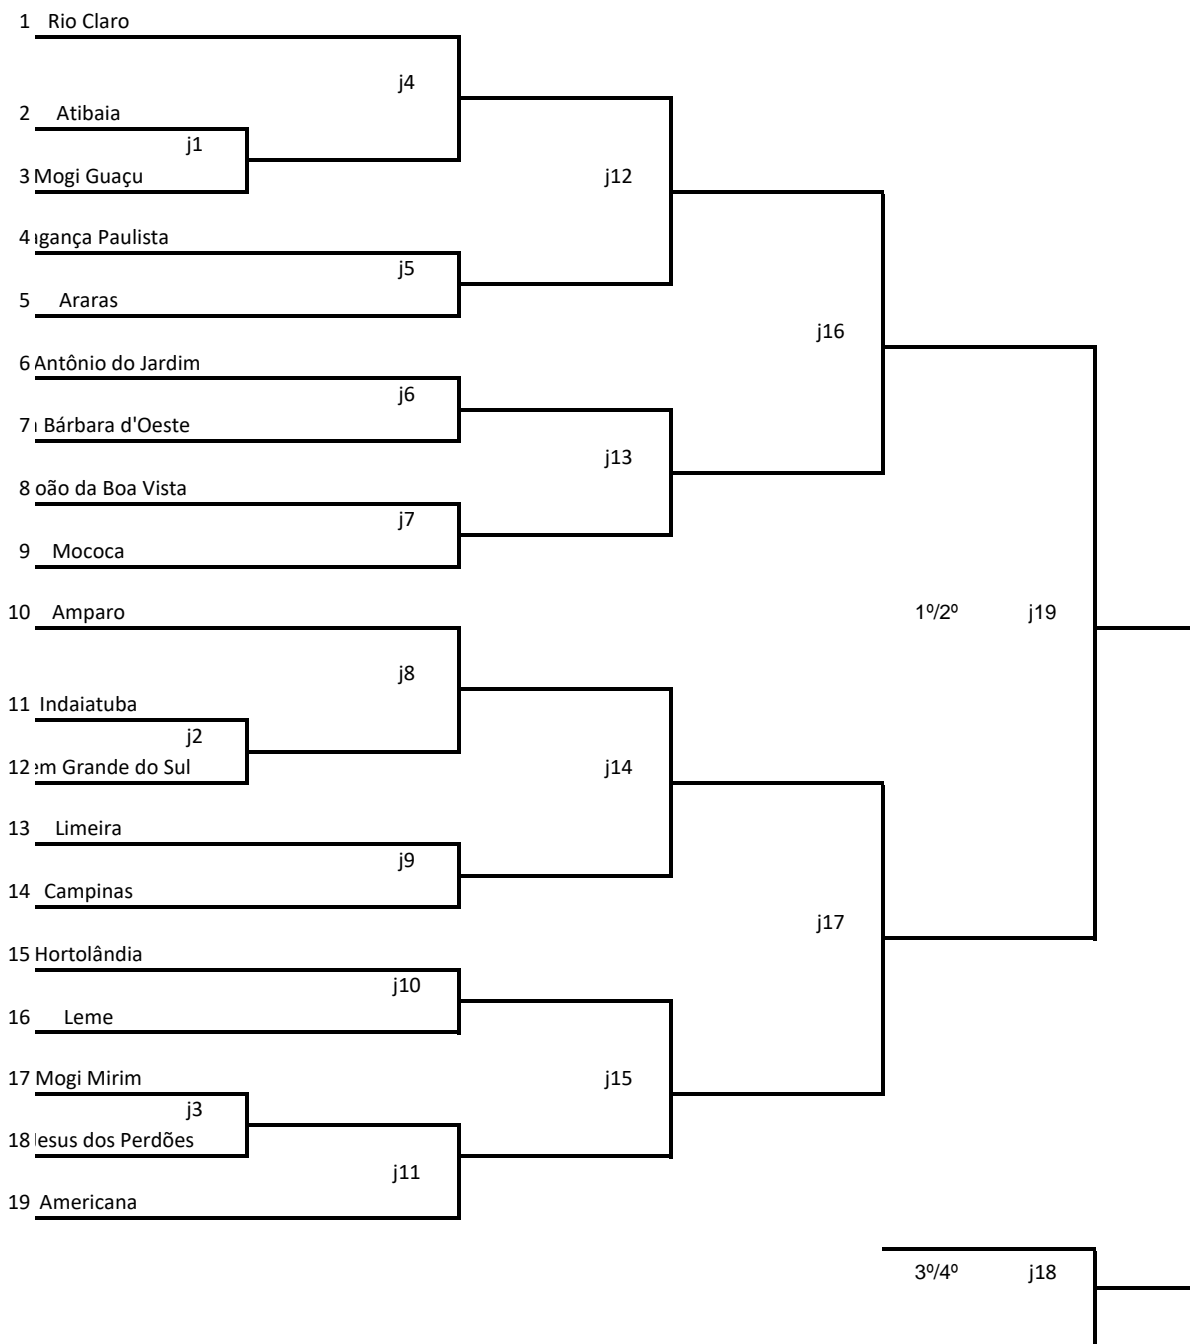 1 Rio Claro
j4
2 Atibaia
j1
3 Mogi Guaçu
j12
4 gança Paulista
j5
5 Araras
j16
6 Antônio do Jardim
j6
7 Bárbara d'Oeste
j13
8 oão da Boa Vista
j7
9 Mococa
10 Amparo
1º/2º j19
j8
11 Indaiatuba
j2
12 em Grande do Sul
j14
13 Limeira
j9
14 Campinas
j17
15 Hortolândia
j10
16 Leme
17 Mogi Mirim
j15
j3
18 Jesus dos Perdões
j11
19 Americana
3º/4º j18